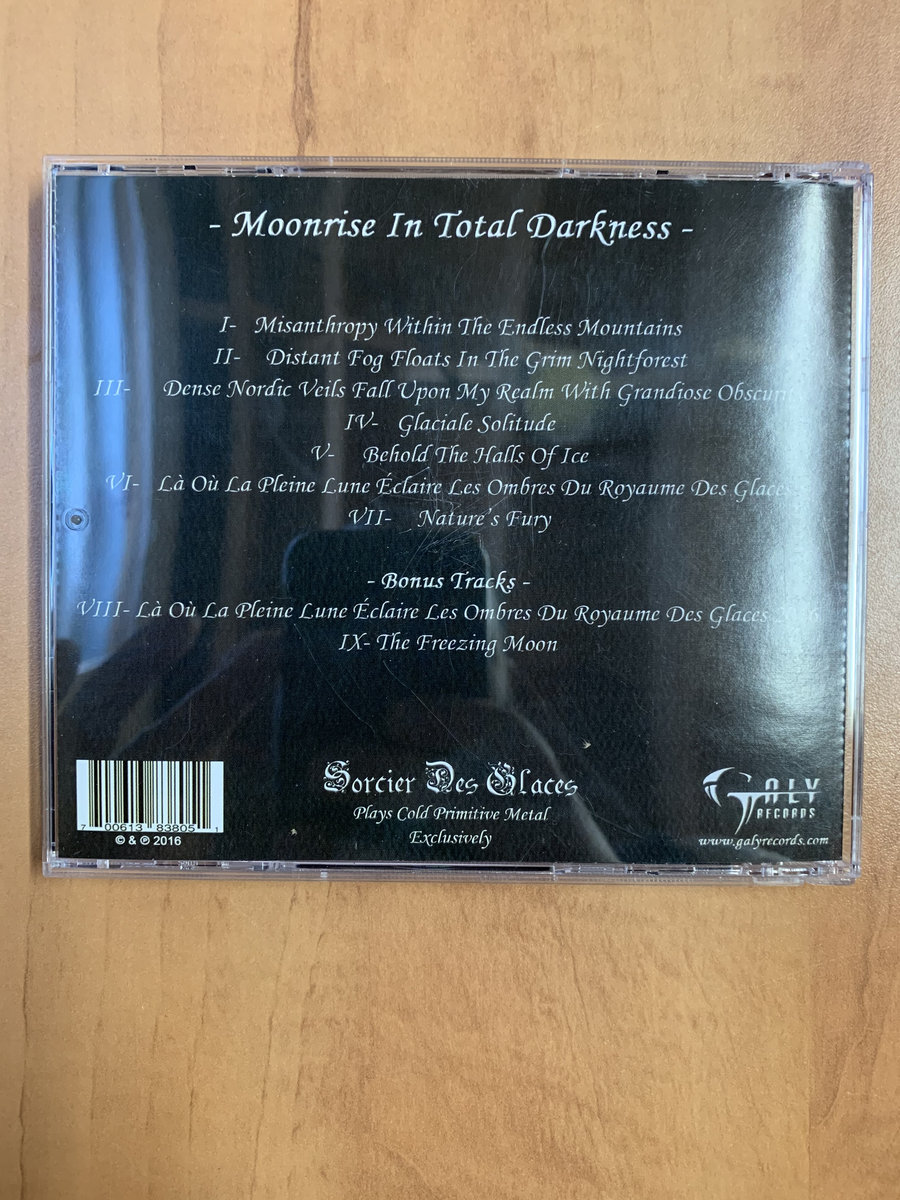 - Moonrise In Total Darkness -
I- Misanthropy Within The Endless Mountains
II- Distant Fog Floats In The Grim Nightforest
III- Dense Nordic Veils Fall Upon My Realm With Grandiose Obscurity
IV- Glaciale Solitude
V- Behold The Halls Of Ice
VI- Là Où La Pleine Lune Éclaire Les Ombres Du Royaume Des Glaces
VII- Nature's Fury
- Bonus Tracks -
VIII- Là Où La Pleine Lune Éclaire Les Ombres Du Royaume Des Glaces 2016
IX- The Freezing Moon
Sorcier Des Glaces
Plays Cold Primitive Metal
Exclusively
7 00613 83805 1
© & ℗ 2016
GALY
RECORDS
www.galyrecords.com